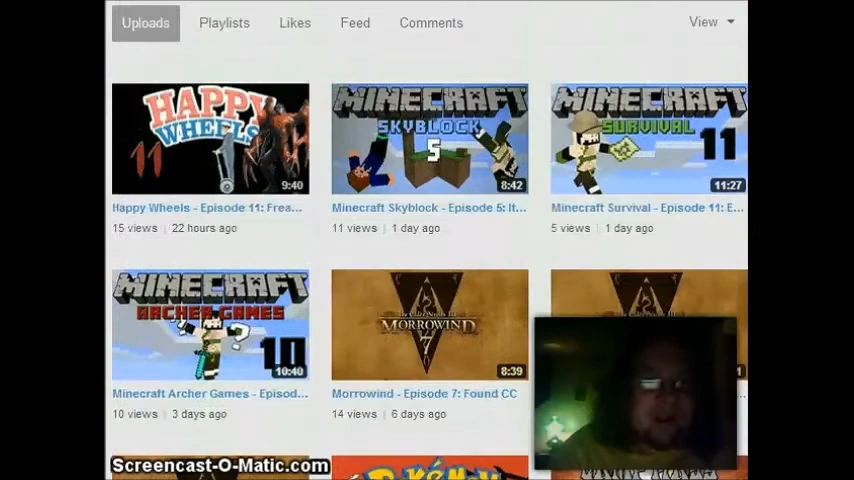 Uploads Playlists Likes Feed Comments View
HAPPY WHEELS 11 9:40
MINECRAFT SKYBLOCK 5 8:42
MINECRAFT SURVIVAL 11 11:27
Happy Wheels - Episode 11: Frea...
Minecraft Skyblock - Episode 5: It...
Minecraft Survival - Episode 11: E...
15 views 22 hours ago
11 views 1 day ago
5 views 1 day ago
MINECRAFT ARCHER GAMES 10 10:40
MORROWIND 7 8:39
Minecraft Archer Games - Episod...
Morrowind - Episode 7: Found CC
10 views 3 days ago
14 views 6 days ago
Screencast-O-Matic.com
POKéMON